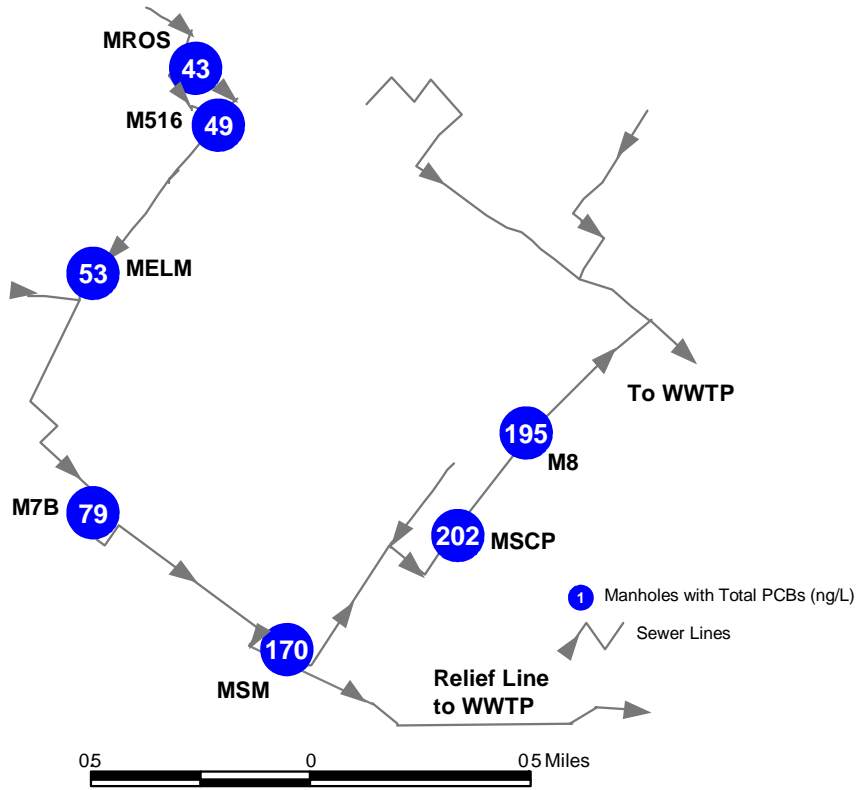 MROS
43
M516
49
53
MELM
To WWTP
195
M8
M7B
79
202
MSCP
1 Manholes with Total PCBs (ng/L)
Sewer Lines
170
MSM
Relief Line
to WWTP
05 0 05 Miles